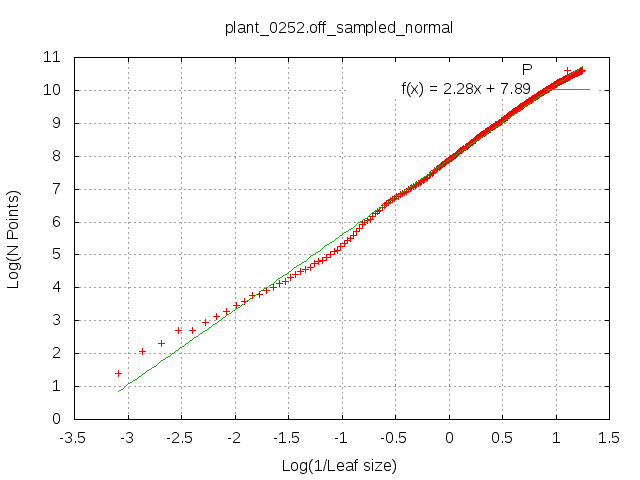 plant_0252.off_sampled_normal
11
10
9
8
7
6
5
4
3
2
1
0
P
f(x) = 2.28x + 7.89
Log(N Points)
-3.5 -3 -2.5 -2 -1.5 -1 -0.5 0 0.5 1 1.5
Log(1/Leaf size)